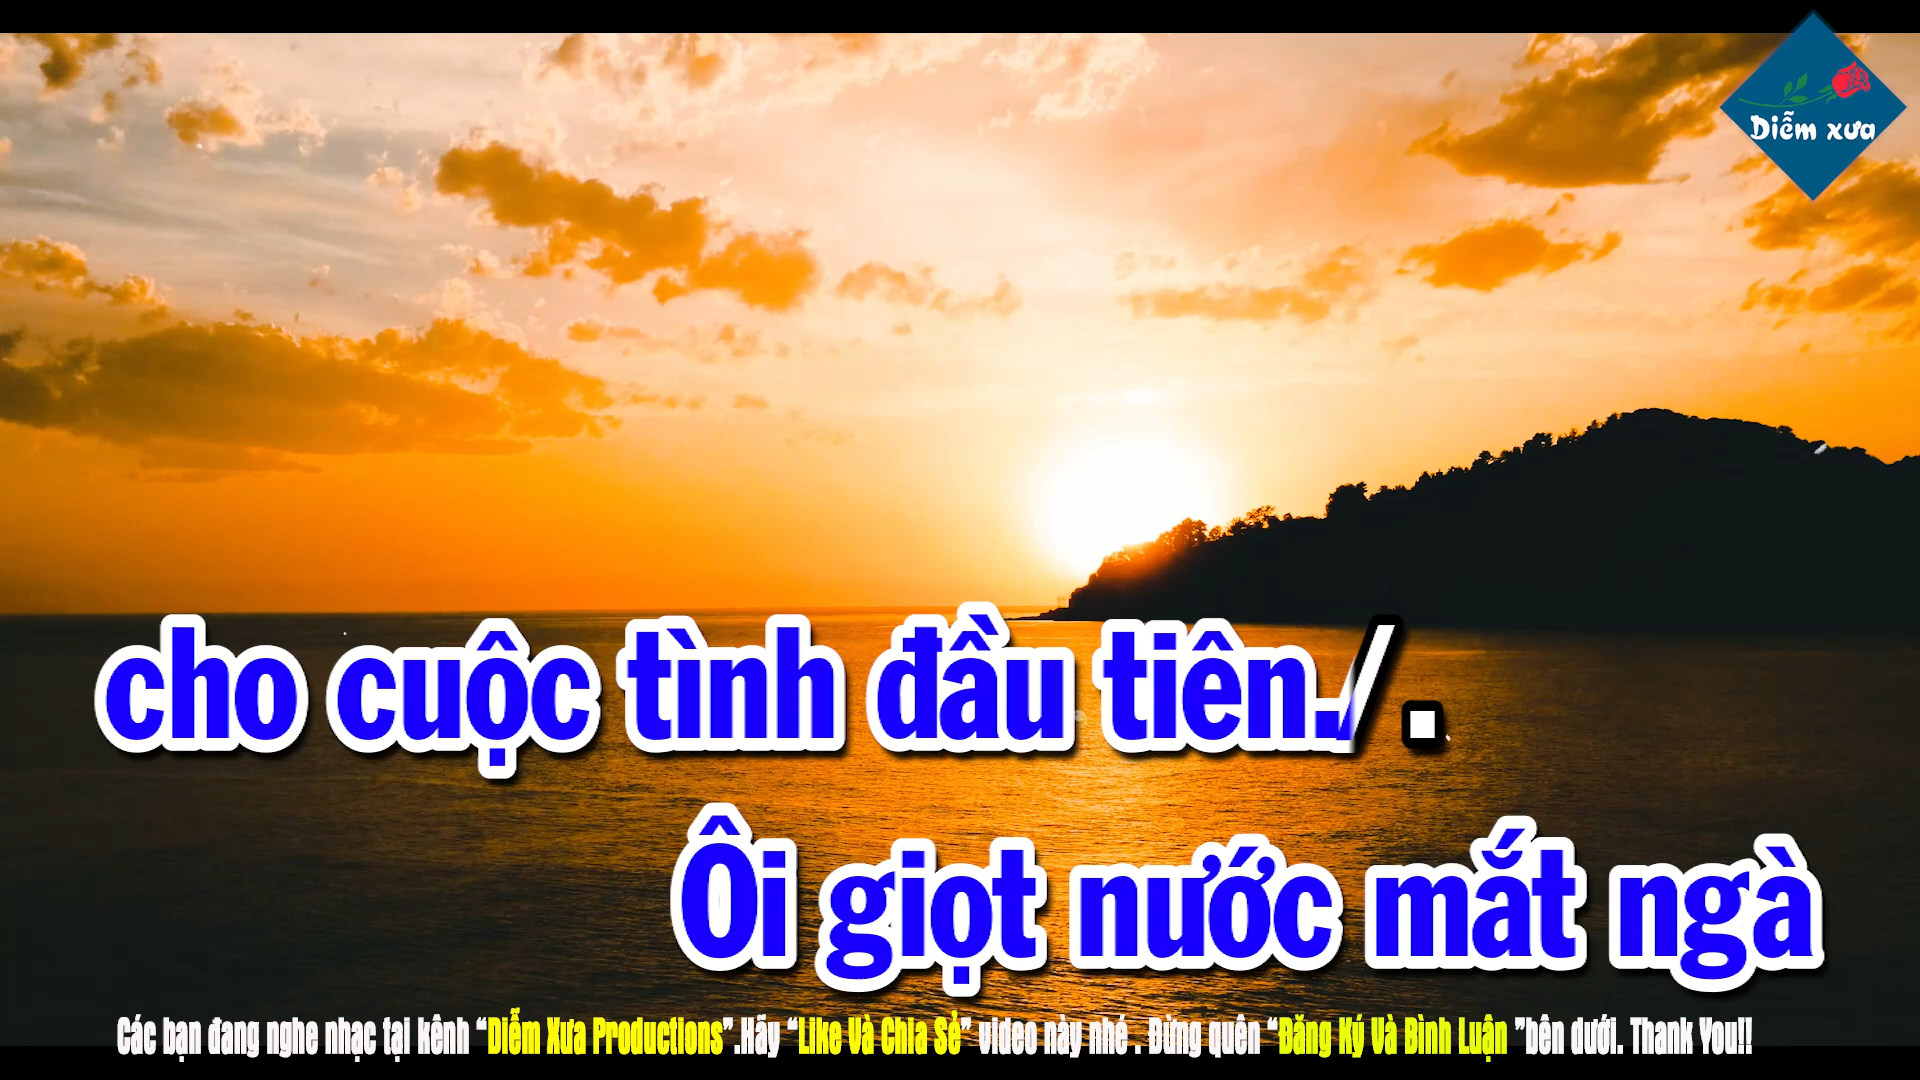 Diễm xưa
cho cuộc tình đầu tiên./.
Ôi giọt nước mắt ngà
Các bạn đang nghe nhạc tại kênh “Diễm Xưa Productions”.Hãy “Like Và Chia Sẻ” video này nhé . Đừng quên “Đăng Ký Và Bình Luận ”bên dưới. Thank You!!